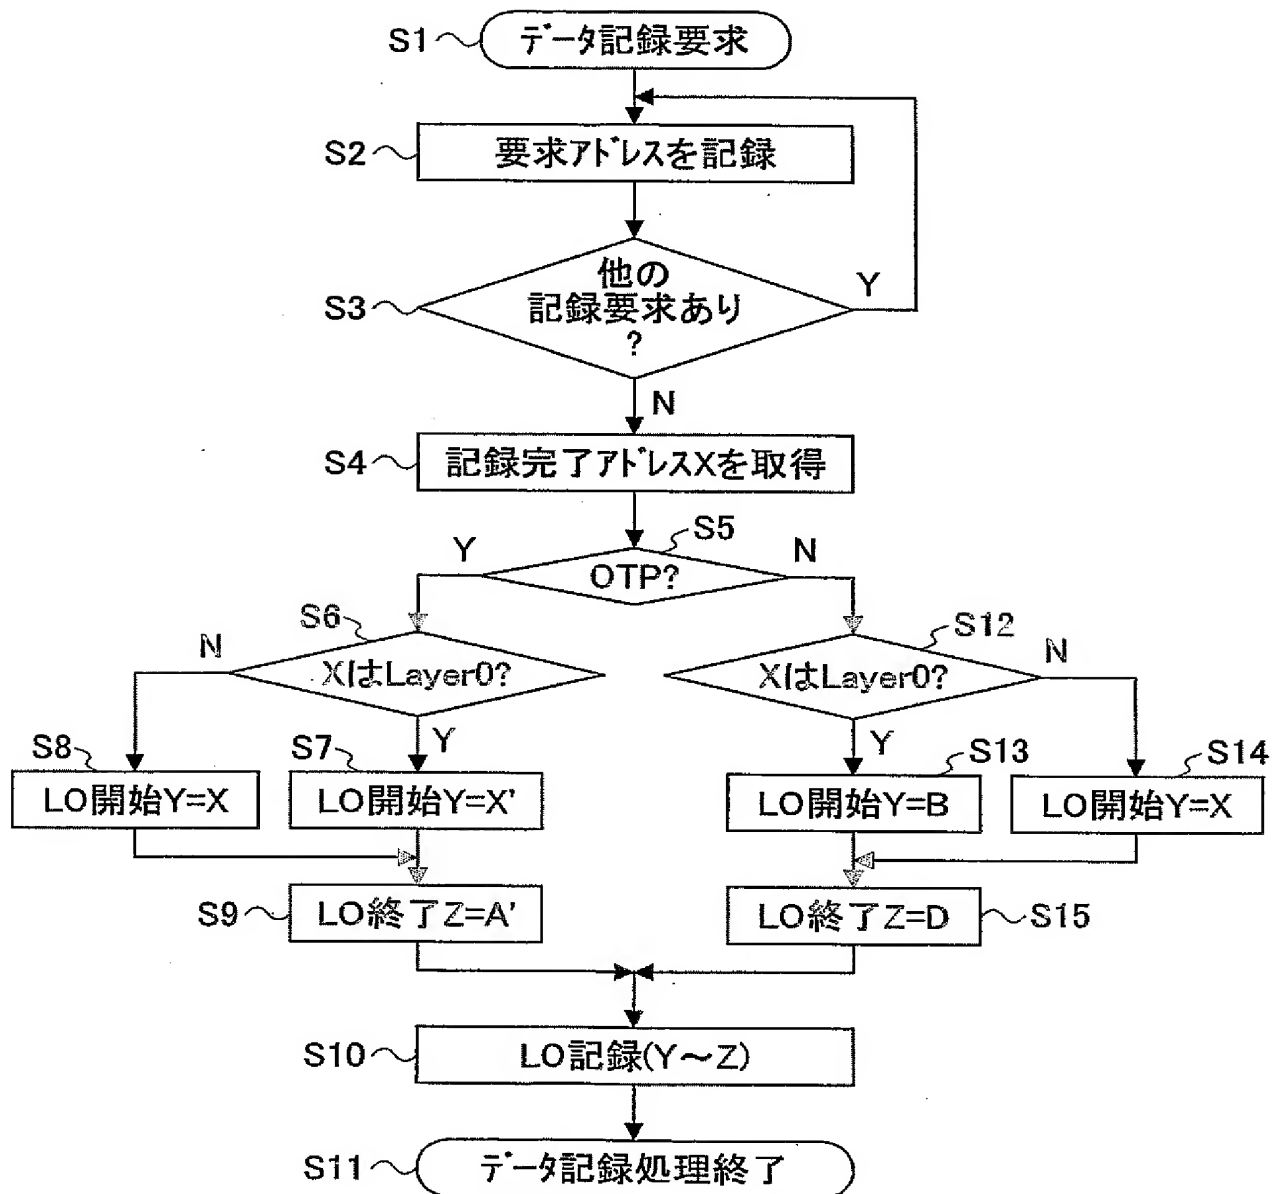 S1 データ記録要求
S2 要求アドレスを記録
S3 他の
記録要求あり
?
Y
N
S4 記録完了アドレスXを取得
S5
Y
N
OTP?
S6
N
XはLayer0?
Y
S12
N
XはLayer0?
Y
S8
LO開始Y=X
S7
LO開始Y=X'
S13
LO開始Y=B
S14
LO開始Y=X
S9 LO終了Z=A'
LO終了Z=D S15
S10 LO記録(Y～Z)
S11 データ記録処理終了